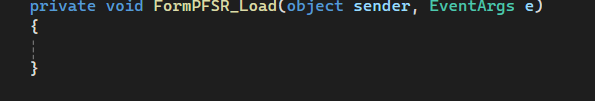 private void FormPFSR_Load(object sender, EventArgs e)
{
}